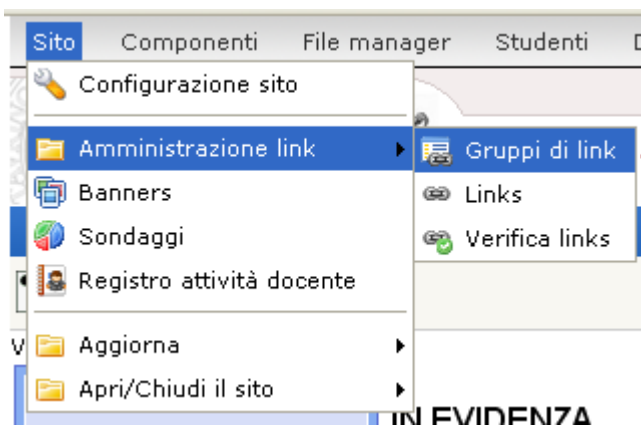 Sito Componenti File manager Studenti
Configurazione sito
Amministrazione link
Gruppi di link
Banners
Links
Sondaggi
Verifica links
Registro attività docente
Aggiorna
Apri/Chiudi il sito
IN EVIDENZA